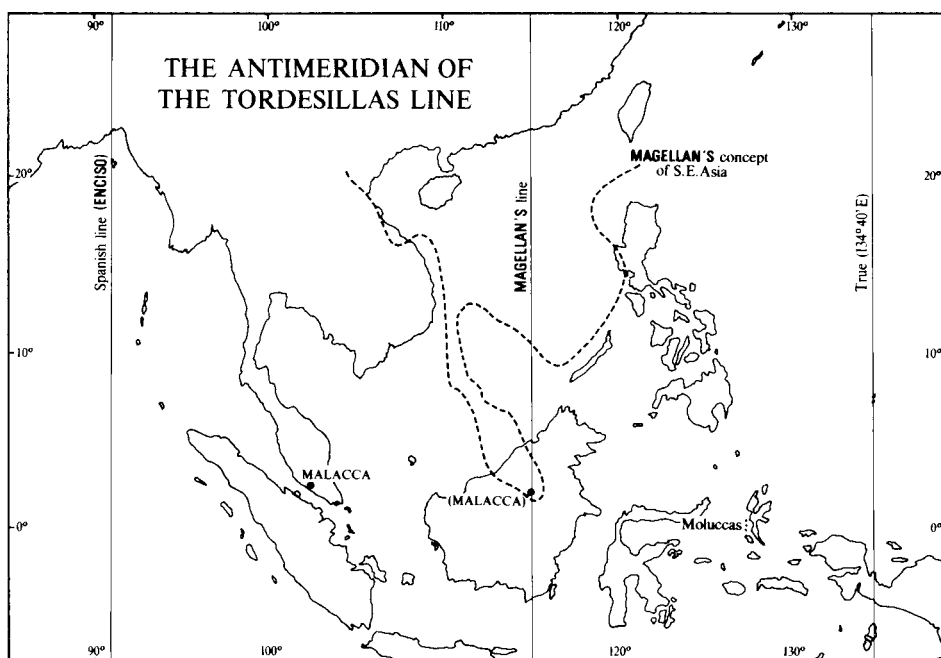 90°
100°
110°
120°
130°
THE ANTIMERIDIAN OF
THE TORDESILLAS LINE
MAGELLAN'S concept
of S.E. Asia
20°
20°
Spanish line (ENCISO)
MAGELLAN'S line
True (134°40' E)
10°
10°
MALACCA
(MALACCA)
Moluccas
0°
0°
90°
100°
120°
130°